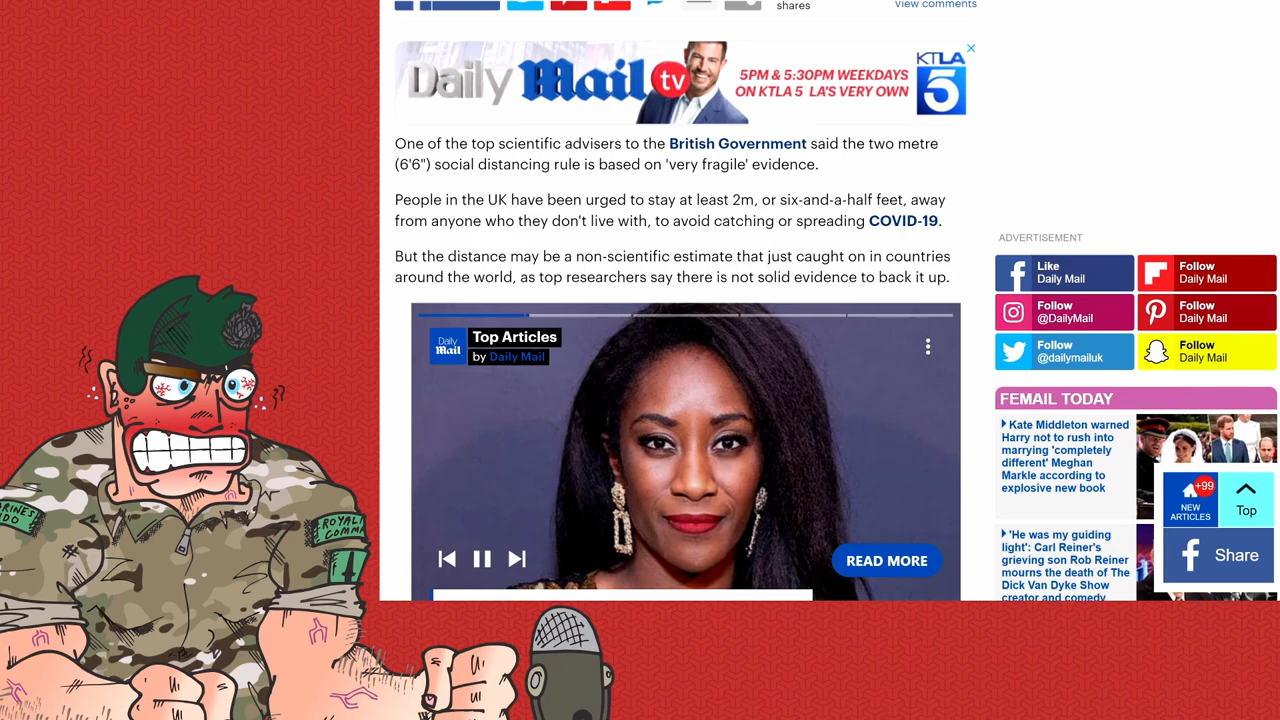 shares
View comments
Daily Mail tv
5PM & 5:30PM WEEKDAYS
ON KTLA 5 LA'S VERY OWN
KTLA
5
One of the top scientific advisers to the British Government said the two metre
(6'6") social distancing rule is based on 'very fragile' evidence.
People in the UK have been urged to stay at least 2m, or six-and-a-half feet, away
from anyone who they don't live with, to avoid catching or spreading COVID-19.
But the distance may be a non-scientific estimate that just caught on in countries
around the world, as top researchers say there is not solid evidence to back it up.
Daily
Mail
Top Articles
by Daily Mail
READ MORE
ADVERTISEMENT
Like
Daily Mail
Follow
Daily Mail
Follow
@DailyMail
Follow
Daily Mail
Follow
@dailymailuk
Follow
Daily Mail
FEMAIL TODAY
Kate Middleton warned
Harry not to rush into
marrying 'completely
different' Meghan
Markle according to
explosive new book
'He was my guiding
light': Carl Reiner's
grieving son Rob Reiner
mourns the death of The
Dick Van Dyke Show
creator and comedy
+99
NEW
ARTICLES
Top
Share
ARINES
NDO
ROYAL
COMMA